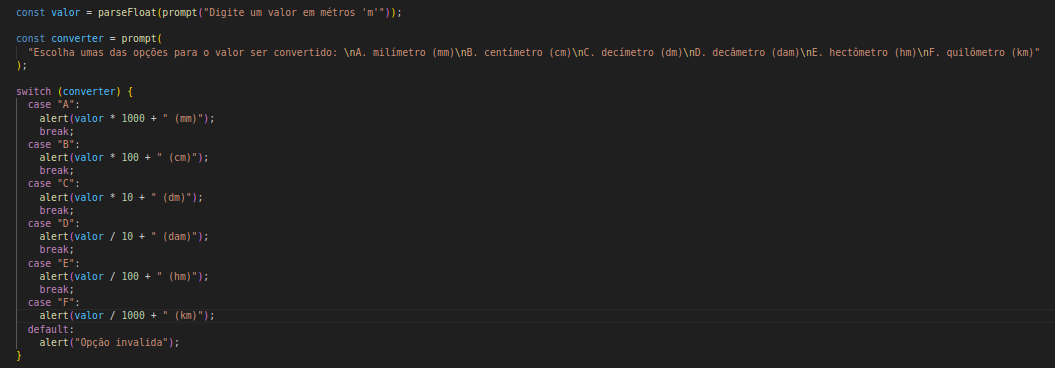 const valor = parseFloat(prompt("Digite um valor em métros 'm'"));
const converter = prompt(
"Escolha umas das opções para o valor ser convertido: \nA. milímetro (mm)\nB. centímetro (cm)\nC. decímetro (dm)\nD. decâmetro (dam)\nE. hectômetro (hm)\nF. quilômetro (km)"
);
switch (converter) {
case "A":
alert(valor * 1000 + " (mm)");
break;
case "B":
alert(valor * 100 + " (cm)");
break;
case "C":
alert(valor * 10 + " (dm)");
break;
case "D":
alert(valor / 10 + " (dam)");
break;
case "E":
alert(valor / 100 + " (hm)");
break;
case "F":
alert(valor / 1000 + " (km)");
default:
alert("Opção invalida");
}